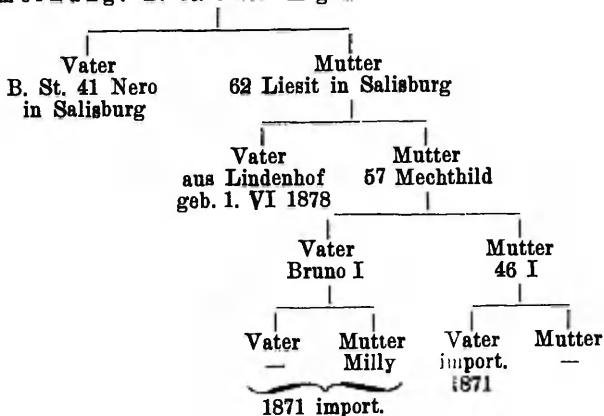 Vater Mutter
B. St. 41 Nero 62 Liesit in Salisburg
in Salisburg
Vater Mutter
aus Lindenhof 57 Mechthild
geb. 1. VI 1878
Vater Mutter
Bruno I 46 I
Vater Mutter Vater Mutter
— Milly import. —
1871
1871 import.